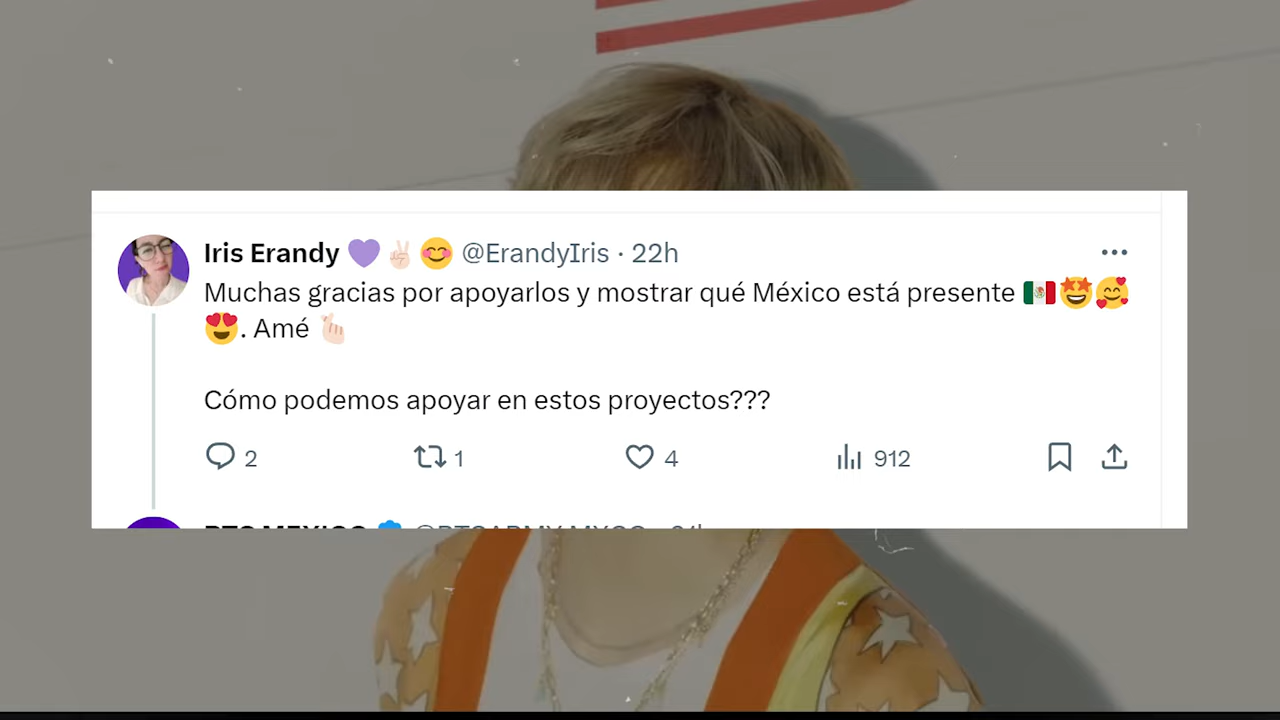 Iris Erandy 💜✌🏻😊 @ErandyIris · 22h
Muchas gracias por apoyarlos y mostrar qué México está presente 🇲🇽🤩🥰
😍. Amé 🫰🏻
Cómo podemos apoyar en estos proyectos???
2 1 4 912